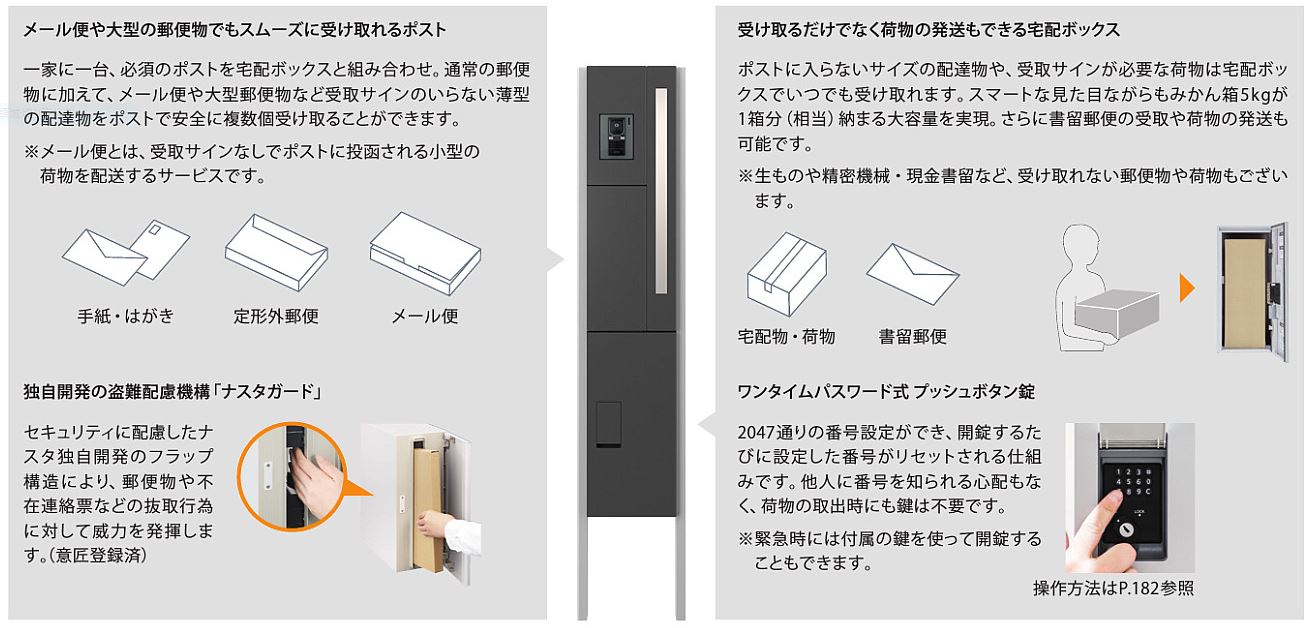 メール便や大型の郵便物でもスムーズに受け取れるポスト
一家に一台、必須のポストを宅配ボックスと組み合わせ。通常の郵便
物に加えて、メール便や大型郵便物など受取サインのいらない薄型
の配達物をポストで安全に複数個受け取ることができます。
※メール便とは、受取サインなしでポストに投函される小型の
荷物を配送するサービスです。
手紙・はがき
定形外郵便
メール便
独自開発の盗難配慮機構「ナスタガード」
セキュリティに配慮したナ
スタ独自開発のフラップ
構造により、郵便物や不
在連絡票などの抜取行為
に対して威力を発揮しま
す。（意匠登録済）
受け取るだけでなく荷物の発送もできる宅配ボックス
ポストに入らないサイズの配達物や、受取サインが必要な荷物は宅配ボッ
クスでいつでも受け取れます。スマートな見た目ながらもみかん箱5kgが
1箱分（相当）納まる大容量を実現。さらに書留郵便の受取や荷物の発送も
可能です。
※生ものや精密機械・現金書留など、受け取れない郵便物や荷物もござい
ます。
宅配物・荷物
書留郵便
ワンタイムパスワード式 プッシュボタン錠
2047通りの番号設定ができ、開錠するた
びに設定した番号がリセットされる仕組
みです。他人に番号を知られる心配もな
く、荷物の取出時にも鍵は不要です。
※緊急時には付属の鍵を使って開錠する
こともできます。
1 2 3 ※
4 5 6 0
8 9 C
LOCK
操作方法はP.182参照